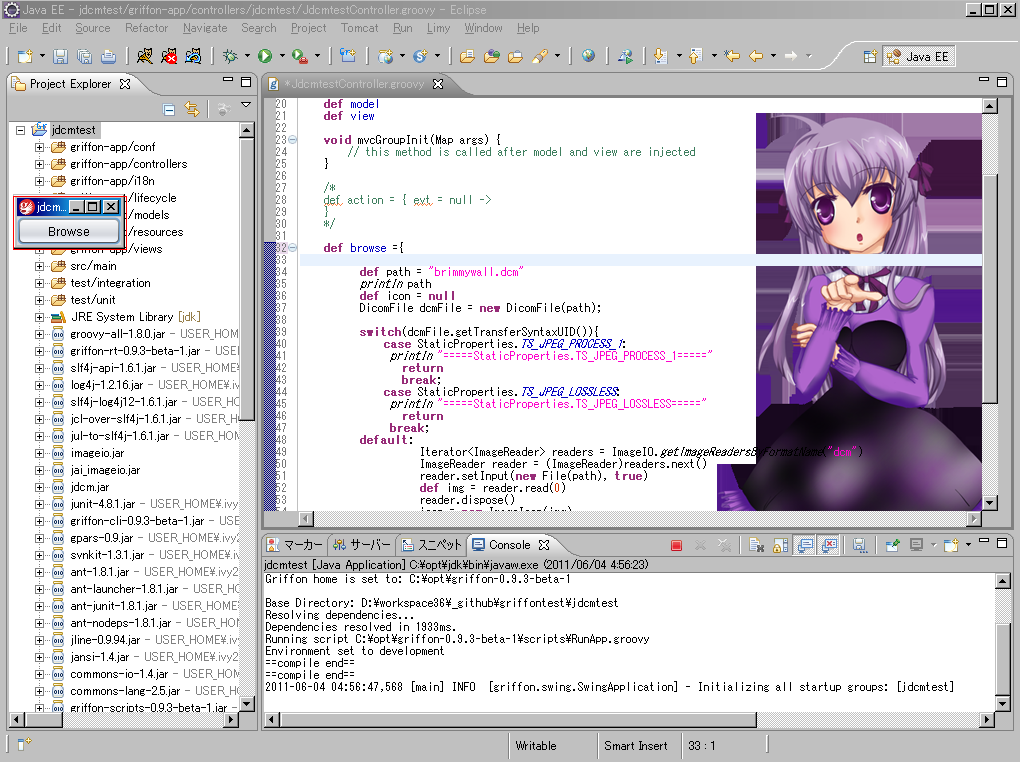 Java EE - jdcmtest/griffon-app/controllers/jdcmtest/JdcmtestController.groovy - Eclipse
File Edit Source Refactor Navigate Search Project Tomcat Run Limy Window Help
Java EE
Project Explorer
jdcmtest
griffon-app/conf
griffon-app/controllers
griffon-app/i18n
/lifecycle
/models
/resources
griffon-app/views
src/main
test/integration
test/unit
JRE System Library [jdk]
groovy-all-1.8.0.jar - USER_HOM
griffon-rt-0.9.3-beta-1.jar - USER
slf4j-api-1.6.1.jar - USER_HOME¥
log4j-1.2.16.jar - USER_HOME¥.iv
slf4j-log4j12-1.6.1.jar - USER_HO
jcl-over-slf4j-1.6.1.jar - USER_H
jul-to-slf4j-1.6.1.jar - USER_HOM
imageio.jar
jai_imageio.jar
jdcm.jar
junit-4.8.1.jar - USER_HOME¥.ivy
griffon-cli-0.9.3-beta-1.jar - USER
gpars-0.9.jar - USER_HOME¥.ivy2
svnkit-1.3.1.jar - USER_HOME¥.iv
ant-1.8.1.jar - USER_HOME¥.ivy2
ant-launcher-1.8.1.jar - USER_HO
ant-junit-1.8.1.jar - USER_HOME
ant-nodeps-1.8.1.jar - USER_HO
jline-0.9.94.jar - USER_HOME¥.iv
jansi-1.4.jar - USER_HOME¥.ivy2
commons-io-1.4.jar - USER_HOM
commons-lang-2.5.jar - USER_HO
griffon-scripts-0.9.3-beta-1.jar -
jdcm...
Browse
*JdcmtestController.groovy
20 def model
21 def view
22
23 void mvcGroupInit(Map args) {
24 // this method is called after model and view are injected
25 }
26
27 /*
28 def action = { evt = null ->
29 }
30 */
31
32 def browse ={
33
34 def path = "brimmywall.dcm"
35 println path
36 def icon = null
37 DicomFile dcmFile = new DicomFile(path);
38
39 switch(dcmFile.getTransferSyntaxUID()){
40 case StaticProperties.TS_JPEG_PROCESS_1:
41 println "=====StaticProperties.TS_JPEG_PROCESS_1====="
42 return
43 break;
44 case StaticProperties.TS_JPEG_LOSSLESS:
45 println "=====StaticProperties.TS_JPEG_LOSSLESS====="
46 return
47 break;
48 default:
49 Iterator<ImageReader> readers = ImageIO.getImageReadersByFormatName("dcm")
50 ImageReader reader = (ImageReader)readers.next()
51 reader.setInput(new File(path), true)
52 def img = reader.read(0)
53 reader.dispose()
マーカー サーバー スニペット Console
jdcmtest [Java Application] C:¥opt¥jdk¥bin¥javaw.exe (2011/06/04 4:56:23)
Griffon home is set to: C:¥opt¥griffon-0.9.3-beta-1
Base Directory: D:¥workspace36¥_github¥griffontest¥jdcmtest
Resolving dependencies...
Dependencies resolved in 1933ms.
Running script C:¥opt¥griffon-0.9.3-beta-1¥scripts¥RunApp.groovy
Environment set to development
==compile end==
==compile end==
2011-06-04 04:56:47,568 [main] INFO [griffon.swing.SwingApplication] - Initializing all startup groups: [jdcmtest]
Writable Smart Insert 33 : 1